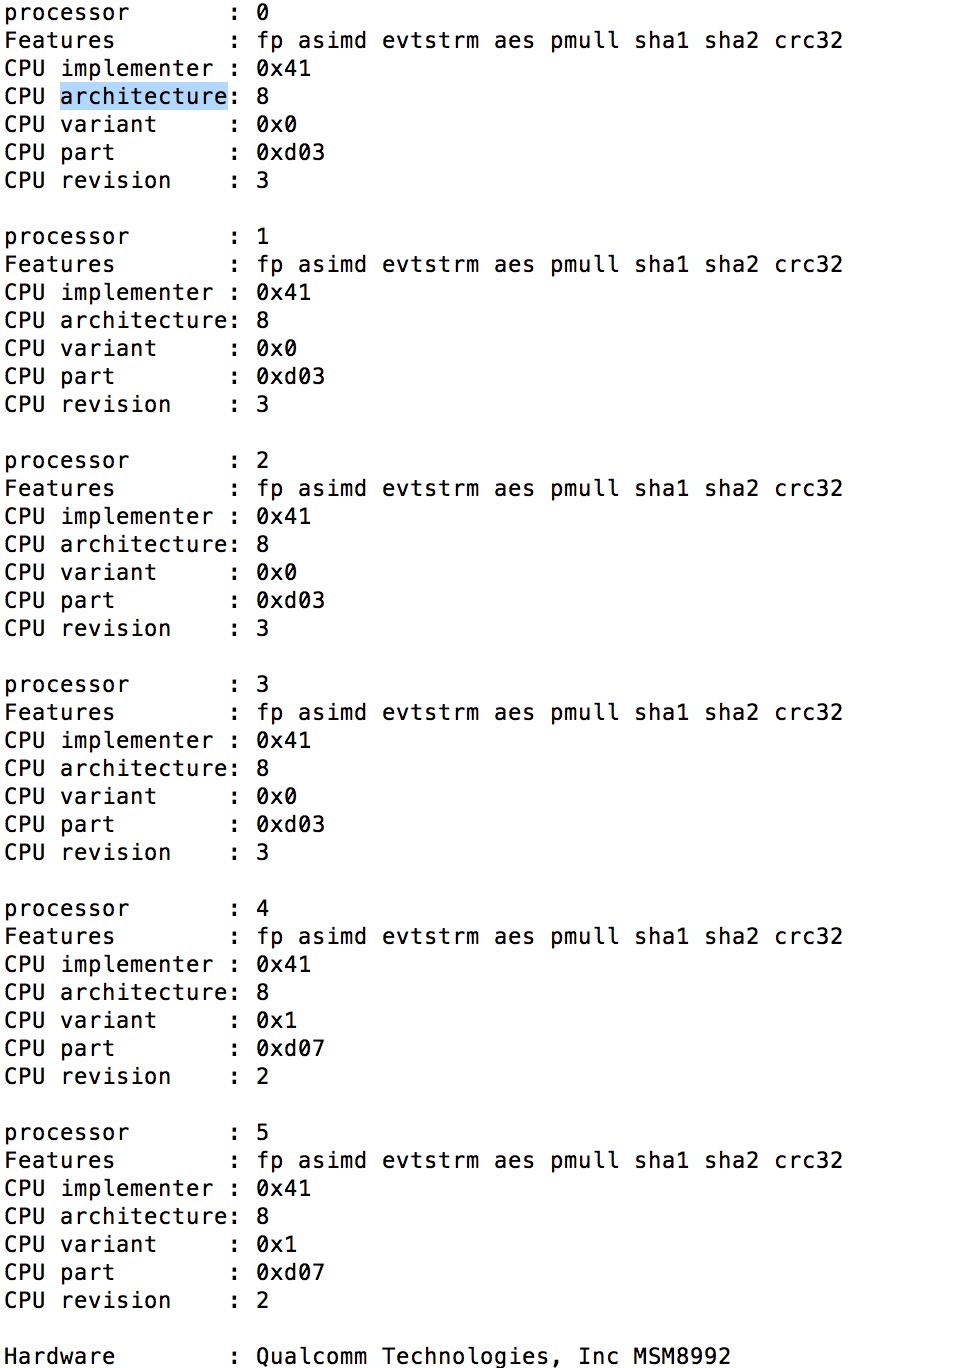 processor       : 0
Features        : fp asimd evtstrm aes pmull sha1 sha2 crc32
CPU implementer : 0x41
CPU architecture: 8
CPU variant     : 0x0
CPU part        : 0xd03
CPU revision    : 3

processor       : 1
Features        : fp asimd evtstrm aes pmull sha1 sha2 crc32
CPU implementer : 0x41
CPU architecture: 8
CPU variant     : 0x0
CPU part        : 0xd03
CPU revision    : 3

processor       : 2
Features        : fp asimd evtstrm aes pmull sha1 sha2 crc32
CPU implementer : 0x41
CPU architecture: 8
CPU variant     : 0x0
CPU part        : 0xd03
CPU revision    : 3

processor       : 3
Features        : fp asimd evtstrm aes pmull sha1 sha2 crc32
CPU implementer : 0x41
CPU architecture: 8
CPU variant     : 0x0
CPU part        : 0xd03
CPU revision    : 3

processor       : 4
Features        : fp asimd evtstrm aes pmull sha1 sha2 crc32
CPU implementer : 0x41
CPU architecture: 8
CPU variant     : 0x1
CPU part        : 0xd07
CPU revision    : 2

processor       : 5
Features        : fp asimd evtstrm aes pmull sha1 sha2 crc32
CPU implementer : 0x41
CPU architecture: 8
CPU variant     : 0x1
CPU part        : 0xd07
CPU revision    : 2

Hardware        : Qualcomm Technologies, Inc MSM8992